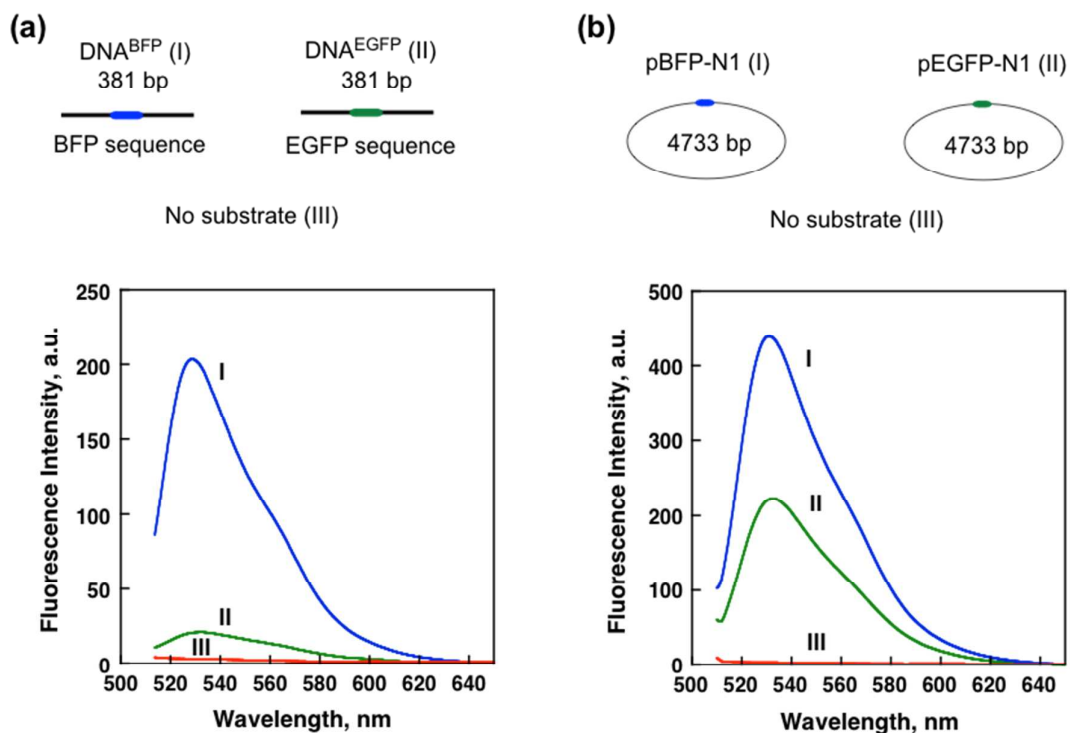 (a)
DNA^BFP (I)
381 bp
BFP sequence
DNA^EGFP (II)
381 bp
EGFP sequence
No substrate (III)
250
200
150
100
50
0
Fluorescence Intensity, a.u.
I
II
III
500 520 540 560 580 600 620 640
Wavelength, nm
(b)
pBFP-N1 (I)
4733 bp
pEGFP-N1 (II)
4733 bp
No substrate (III)
500
400
300
200
100
0
Fluorescence Intensity, a.u.
I
II
III
500 520 540 560 580 600 620 640
Wavelength, nm